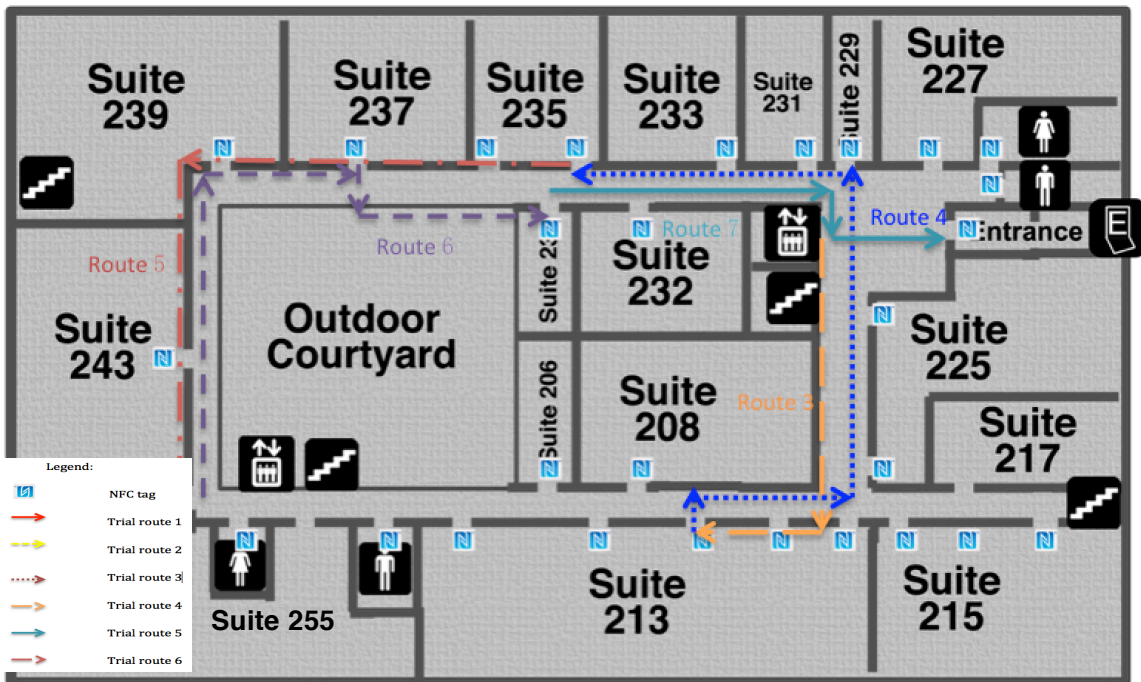 Suite
239
Suite
237
Suite
235
Suite
233
Suite
231
Suite 229
Suite
227
Route 4
Entrance
E
Route 7
Route 6
Route 5
Suite 23
Suite
232
Suite
243
Outdoor
Courtyard
Suite 206
Suite
208
Route 3
Suite
225
Suite
217
Legend:
NFC tag
Trial route 1
Trial route 2
Trial route 3
Trial route 4
Trial route 5
Trial route 6
Suite 255
Suite
213
Suite
215